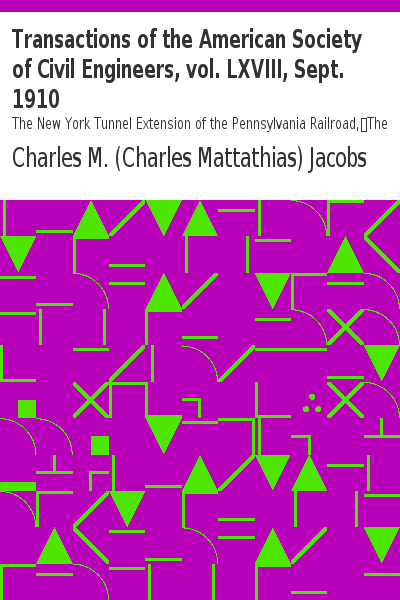 Transactions of the American Society
of Civil Engineers, vol. LXVIII, Sept.
1910
The New York Tunnel Extension of the Pennsylvania Railroad,▯The
Charles M. (Charles Mattathias) Jacobs